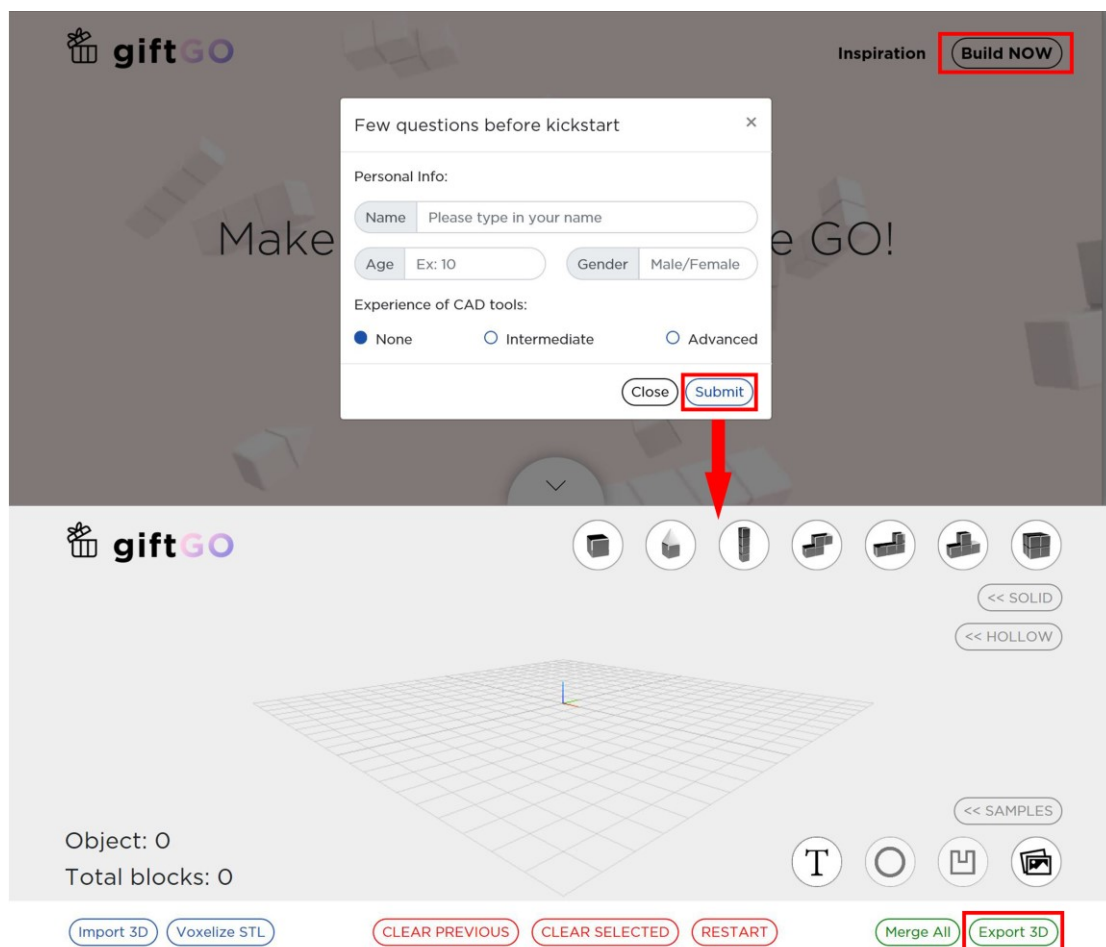 giftGO
Inspiration
Build NOW
Few questions before kickstart
×
Personal Info:
Name Please type in your name
Make
e GO!
Age Ex: 10
Gender Male/Female
Experience of CAD tools:
None
Intermediate
Advanced
Close
Submit
giftGO
<< SOLID
<< HOLLOW
<< SAMPLES
Object: 0
Total blocks: 0
T
Import 3D
Voxelize STL
CLEAR PREVIOUS
CLEAR SELECTED
RESTART
Merge All
Export 3D